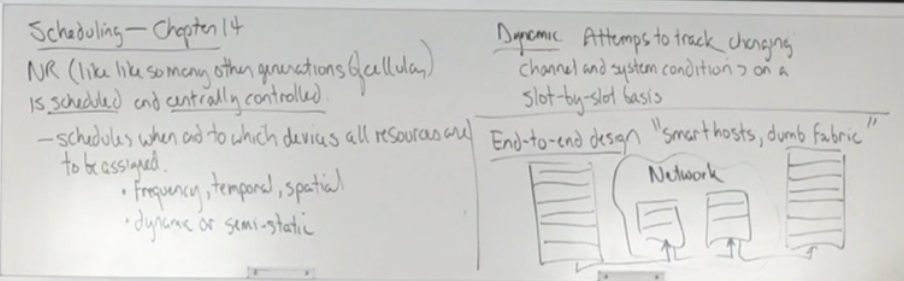 Scheduling — Chapter 14
NR (like like so many other generations of cellular)
is scheduled and centrally controlled.
— schedules when and to which devices all resources are
to be assigned.
• frequency, temporal, spatial
• dynamic or semi-static
Dynamic Attemps to track changing
channel and system conditions on a
slot-by-slot basis
End-to-end design "smart hosts, dumb fabric"
Network